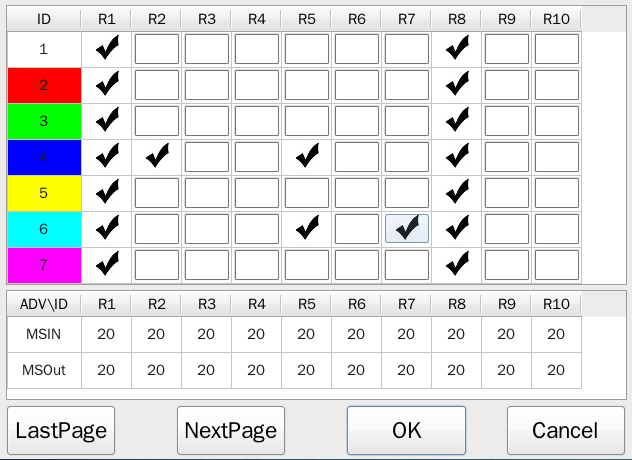 ID R1 R2 R3 R4 R5 R6 R7 R8 R9 R10
1
2
3
4
5
6
7
ADV\ID R1 R2 R3 R4 R5 R6 R7 R8 R9 R10
MSIN 20 20 20 20 20 20 20 20 20 20
MSOut 20 20 20 20 20 20 20 20 20 20
LastPage NextPage OK Cancel